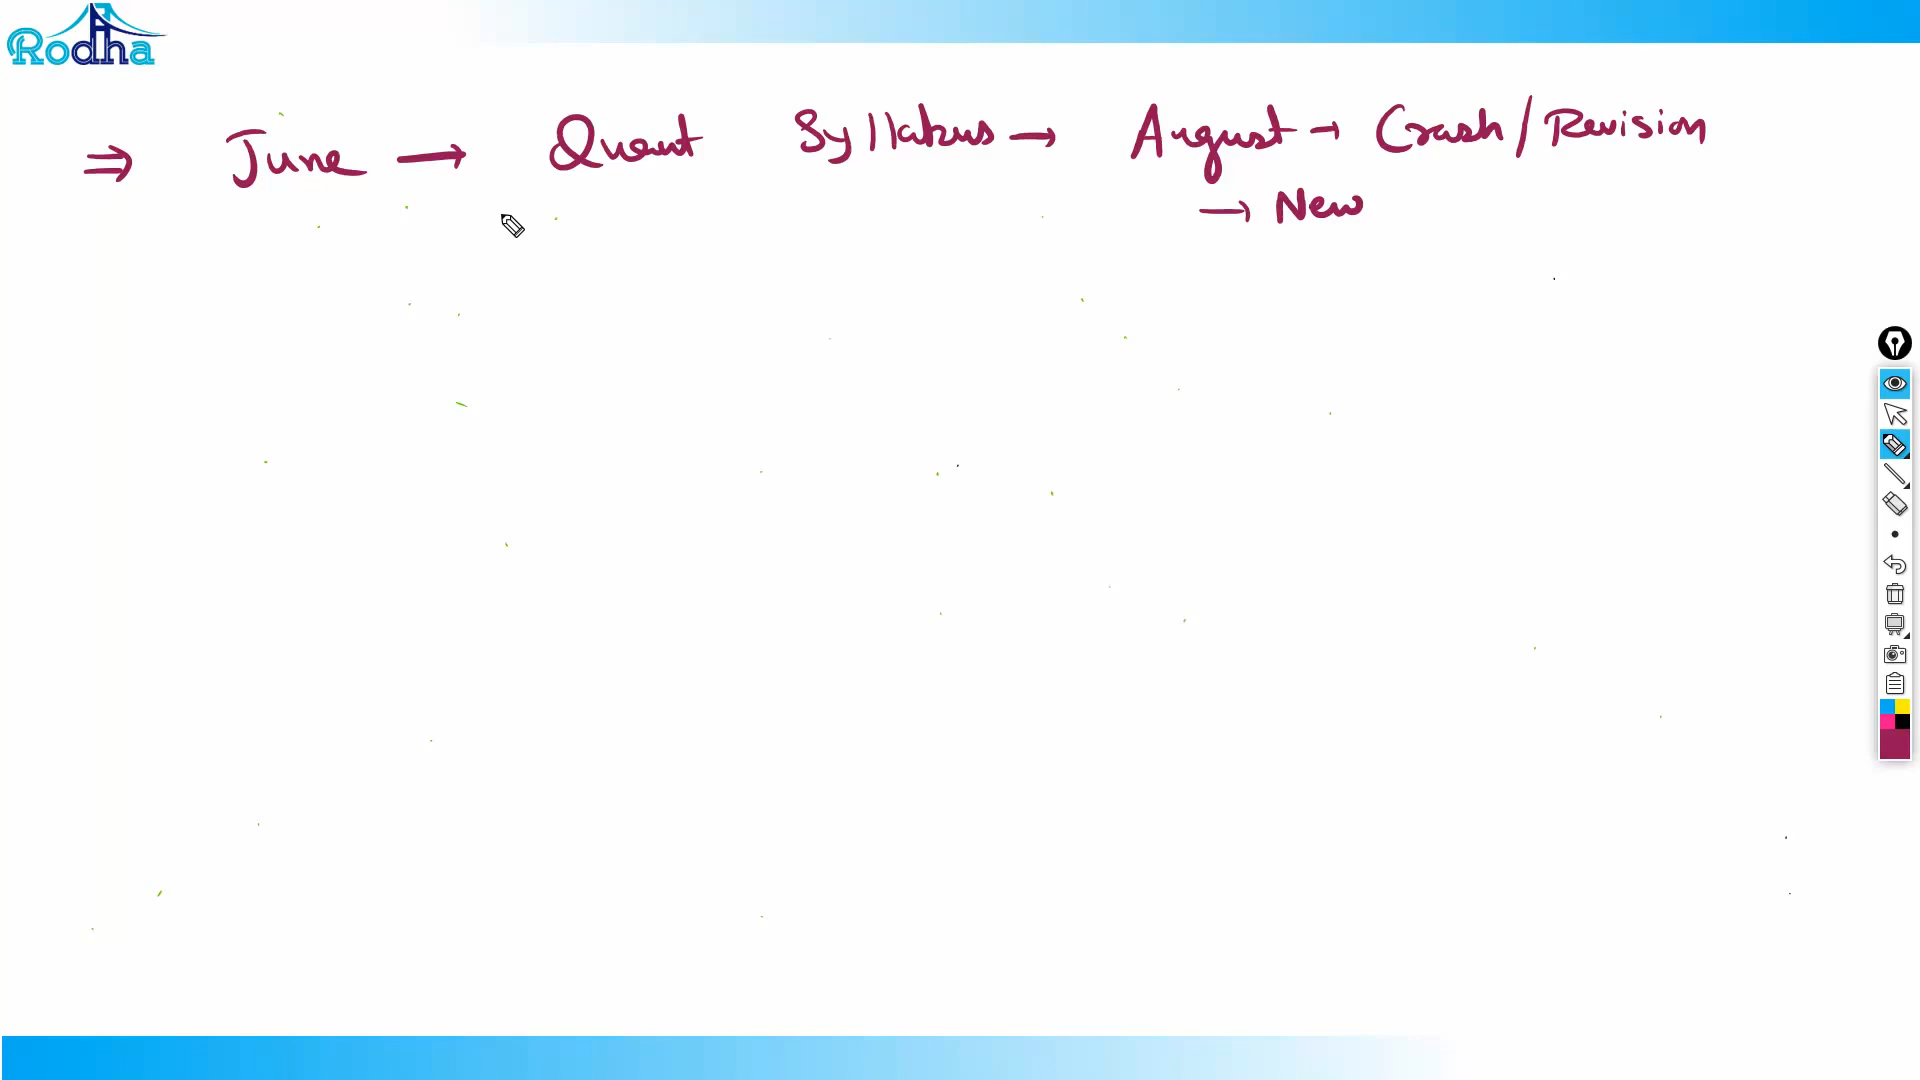 Rodha
⇒ June → Quant Syllabus → August → Crash/Revision
→ New